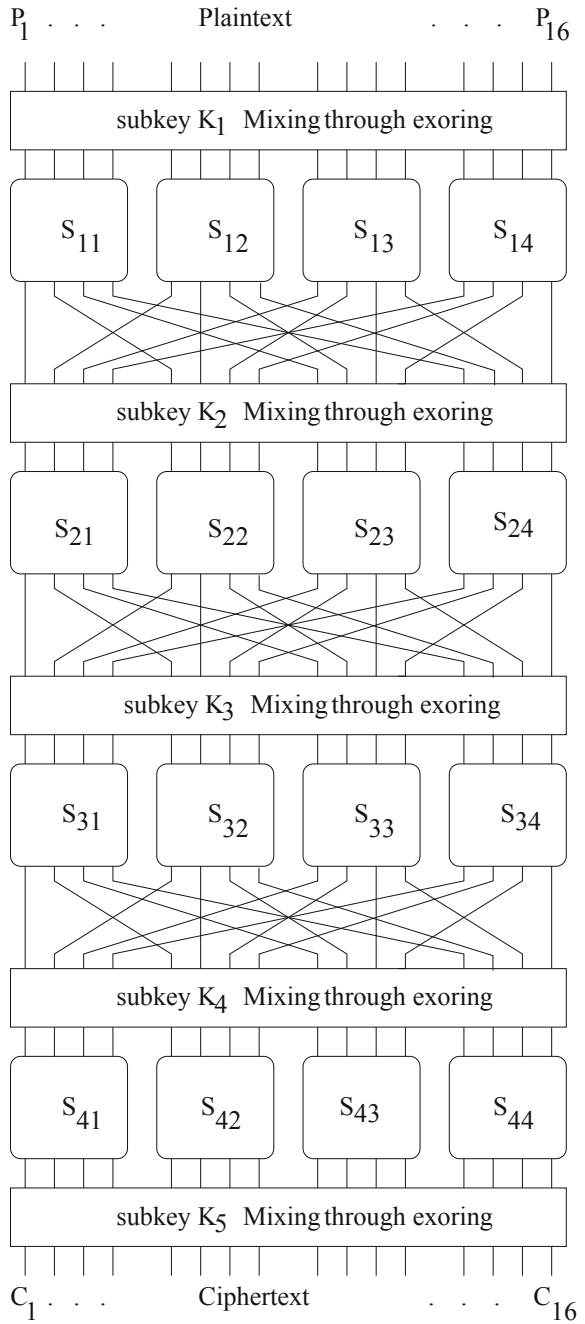 P1 . . . Plaintext . . . P16
subkey K1 Mixing through exoring
S11 S12 S13 S14
subkey K2 Mixing through exoring
S21 S22 S23 S24
subkey K3 Mixing through exoring
S31 S32 S33 S34
subkey K4 Mixing through exoring
S41 S42 S43 S44
subkey K5 Mixing through exoring
C1 . . . Ciphertext . . . C16